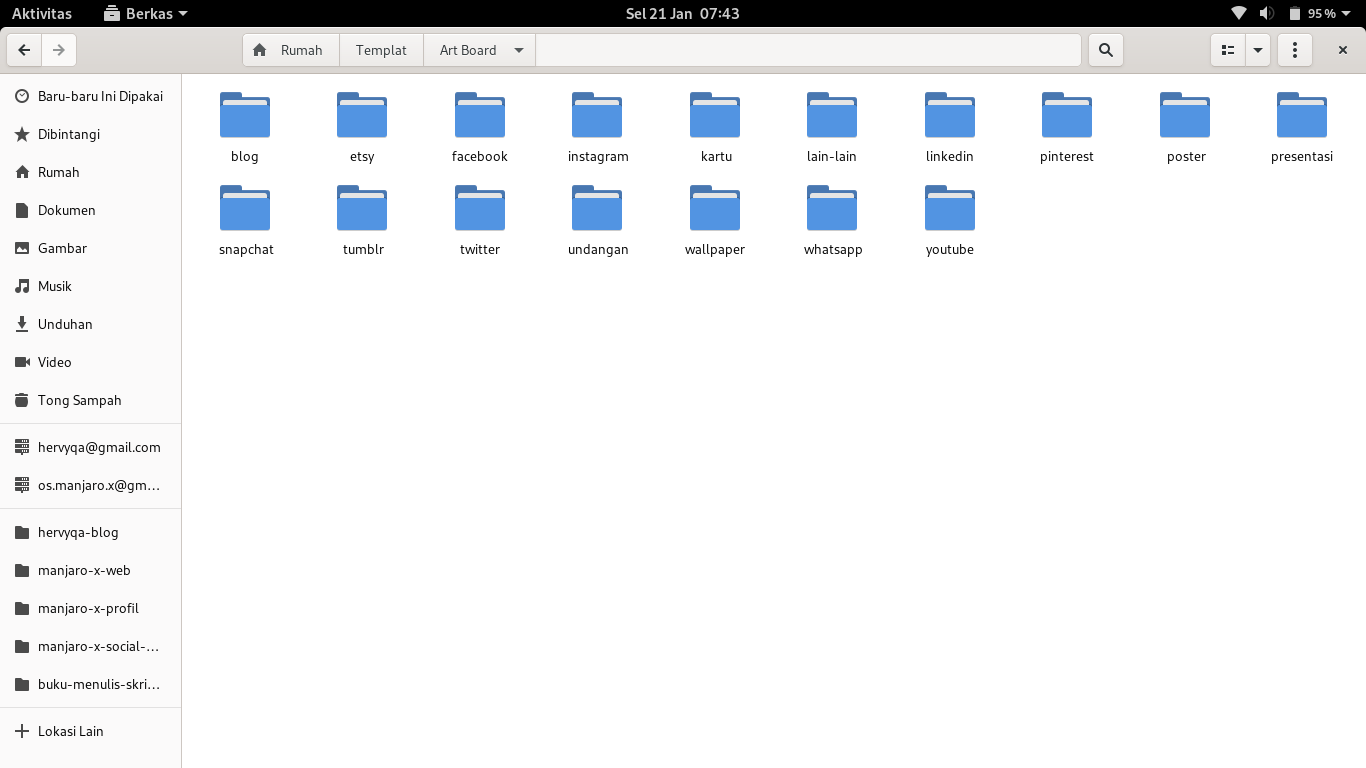 Aktivitas Berkas Sel 21 Jan 07:43 95 %
Rumah Templat Art Board
Baru-baru Ini Dipakai
Dibintangi
Rumah
Dokumen
Gambar
Musik
Unduhan
Video
Tong Sampah
hervyqa@gmail.com
os.manjaro.x@gm…
hervyqa-blog
manjaro-x-web
manjaro-x-profil
manjaro-x-social-…
buku-menulis-skri…
Lokasi Lain
blog etsy facebook instagram kartu lain-lain linkedin pinterest poster presentasi
snapchat tumblr twitter undangan wallpaper whatsapp youtube